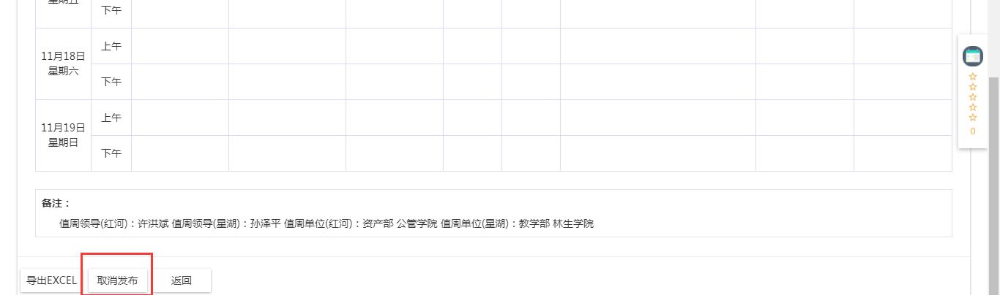 星期五
下午
11月18日
星期六
上午
下午
11月19日
星期日
上午
下午
0
备注：
值周领导(红河)：许洪斌 值周领导(星湖)：孙泽平 值周单位(红河)：资产部 公管学院 值周单位(星湖)：教学部 林生学院
导出EXCEL
取消发布
返回